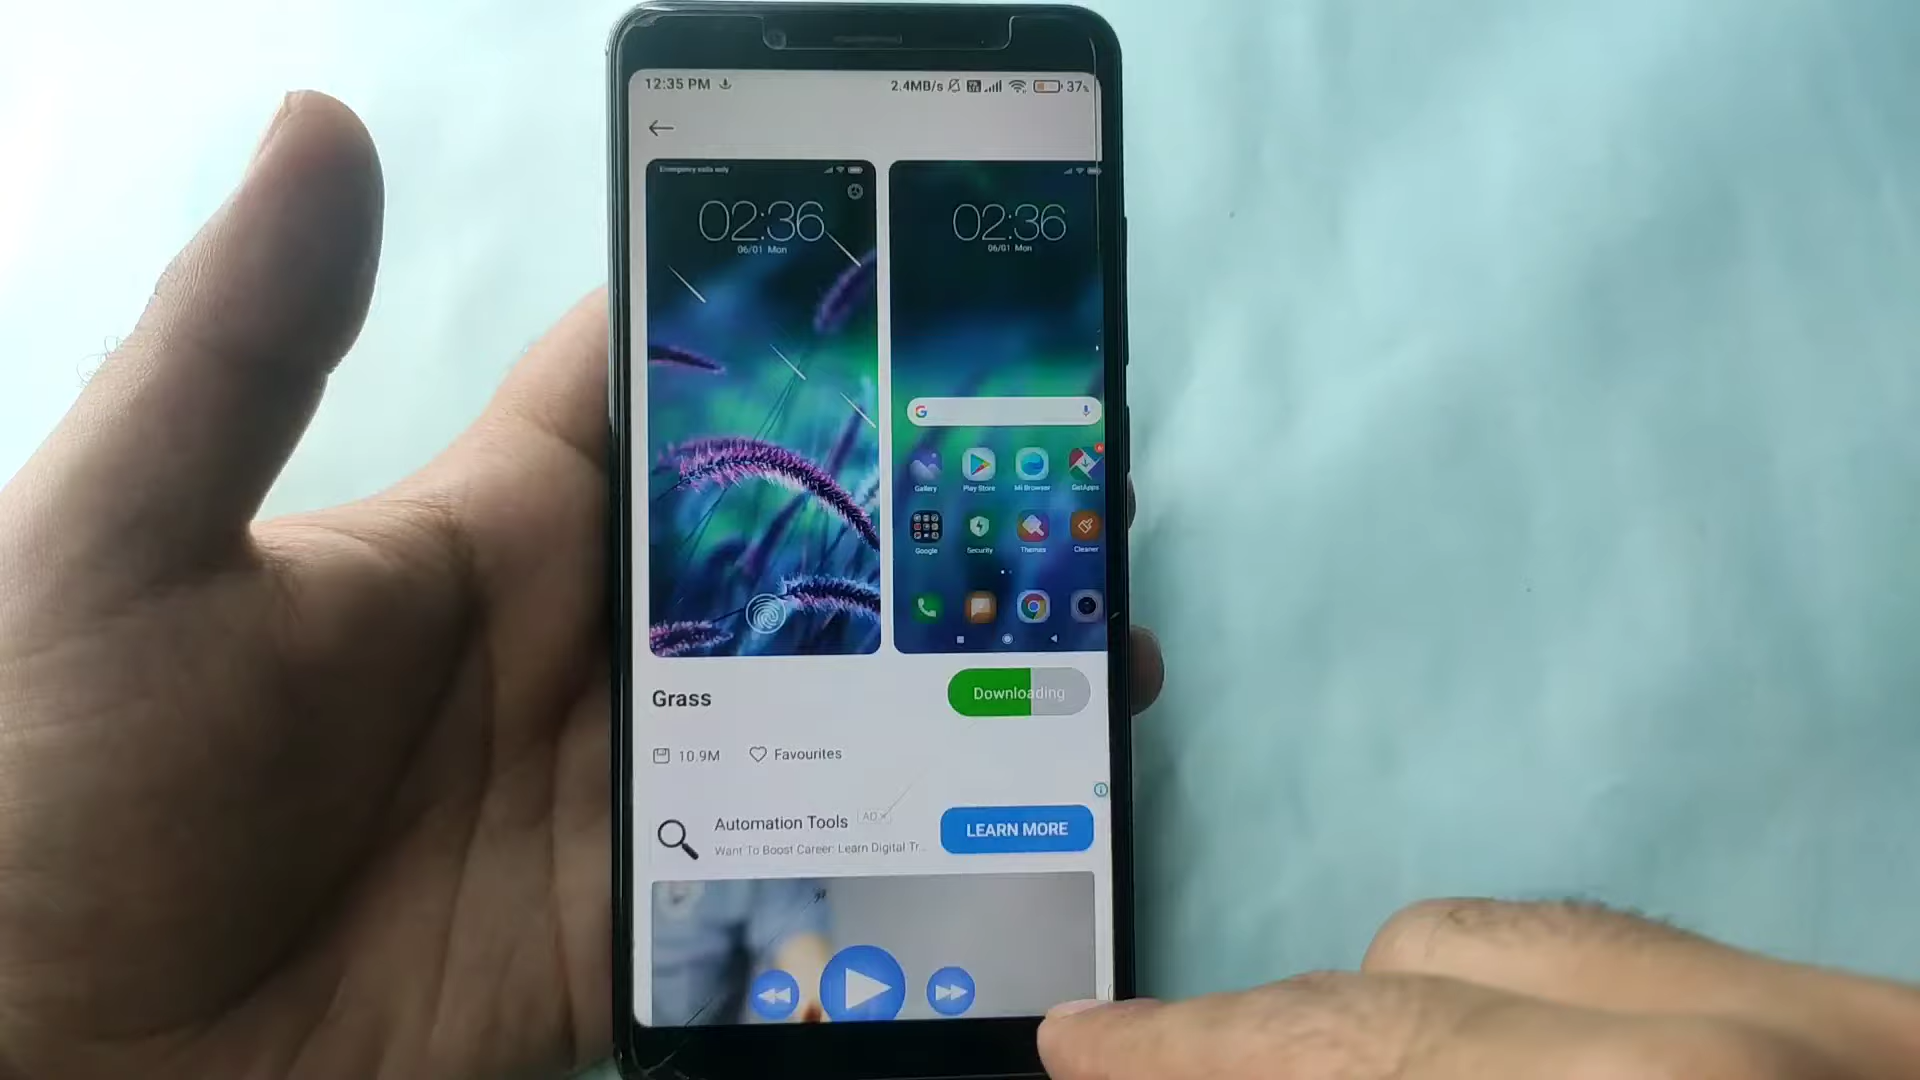 12:35 PM 2.4MB/s 37%
Emergency calls only
02:36
06/01 Mon
02:36
06/01 Mon
Gallery Play Store Mi Browser GetApps
Google Security Themes Cleaner
Grass
Downloading
10.9M Favourites
Automation Tools AD
LEARN MORE
Want To Boost Career: Learn Digital Tr...